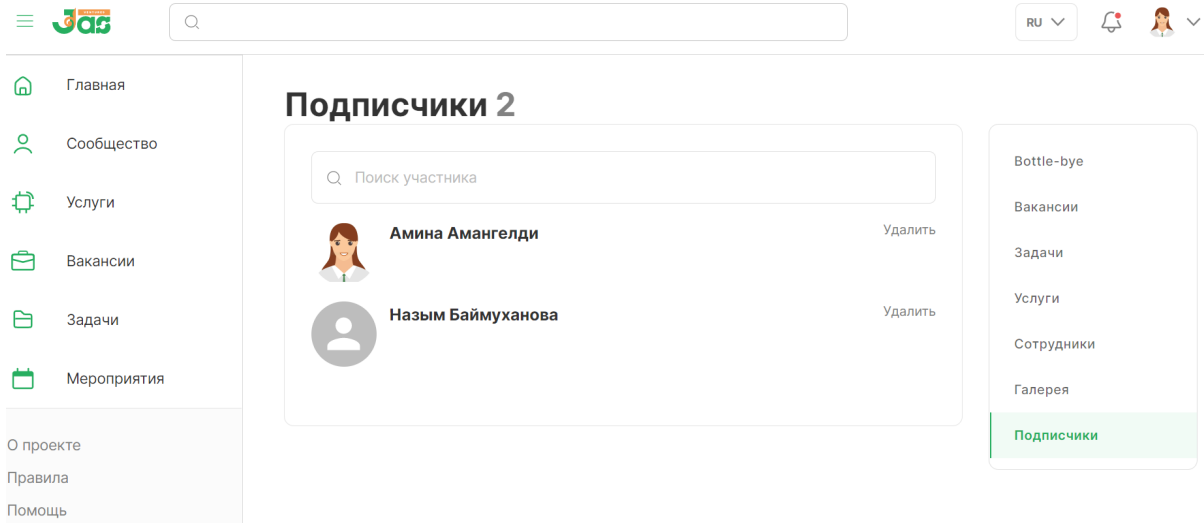 Jas
RU
Главная
Сообщество
Услуги
Вакансии
Задачи
Мероприятия
О проекте
Правила
Помощь
Подписчики 2
Поиск участника
Амина Амангелди
Удалить
Назым Баймуханова
Удалить
Bottle-bye
Вакансии
Задачи
Услуги
Сотрудники
Галерея
Подписчики